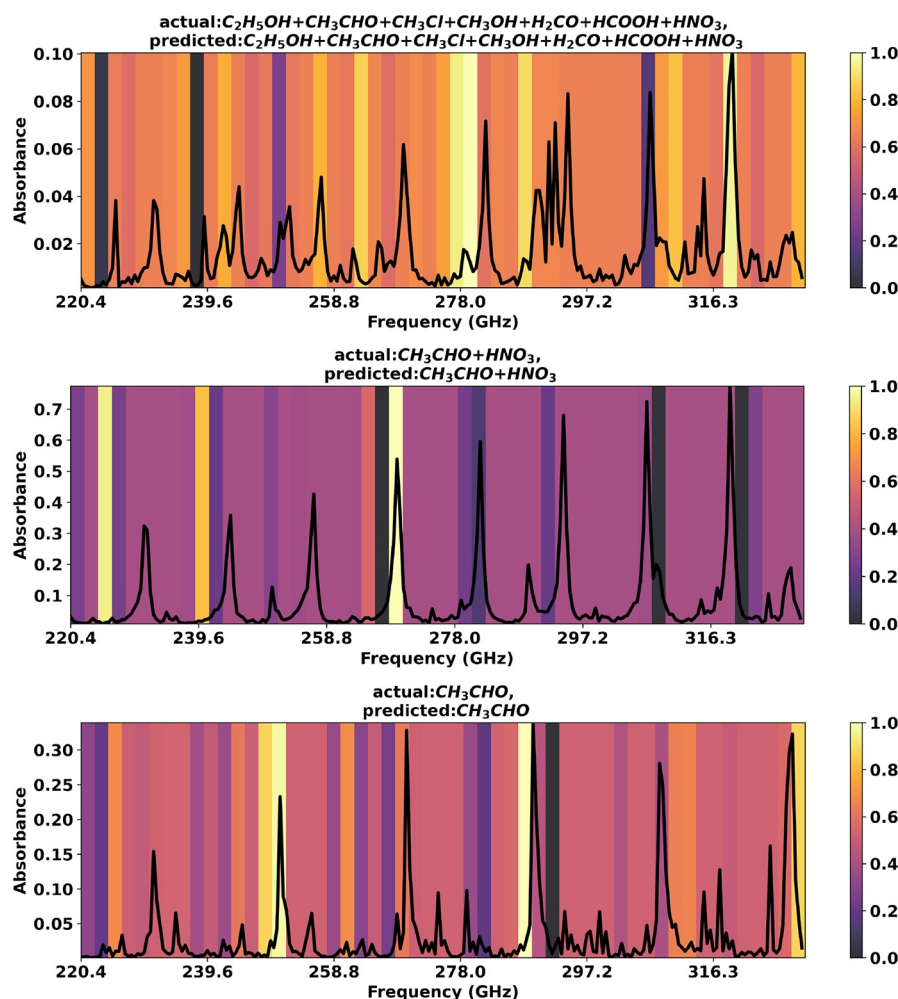 actual:C₂H₅OH+CH₃CHO+CH₃Cl+CH₃OH+H₂CO+HCOOH+HNO₃,
predicted:C₂H₅OH+CH₃CHO+CH₃Cl+CH₃OH+H₂CO+HCOOH+HNO₃
0.10
0.08
0.06
0.04
0.02
Absorbance
220.4 239.6 258.8 278.0 297.2 316.3
Frequency (GHz)
1.0
0.8
0.6
0.4
0.2
0.0
actual:CH₃CHO+HNO₃,
predicted:CH₃CHO+HNO₃
0.7
0.6
0.5
0.4
0.3
0.2
0.1
Absorbance
220.4 239.6 258.8 278.0 297.2 316.3
Frequency (GHz)
1.0
0.8
0.6
0.4
0.2
0.0
actual:CH₃CHO,
predicted:CH₃CHO
0.30
0.25
0.20
0.15
0.10
0.05
Absorbance
220.4 239.6 258.8 278.0 297.2 316.3
Frequency (GHz)
1.0
0.8
0.6
0.4
0.2
0.0